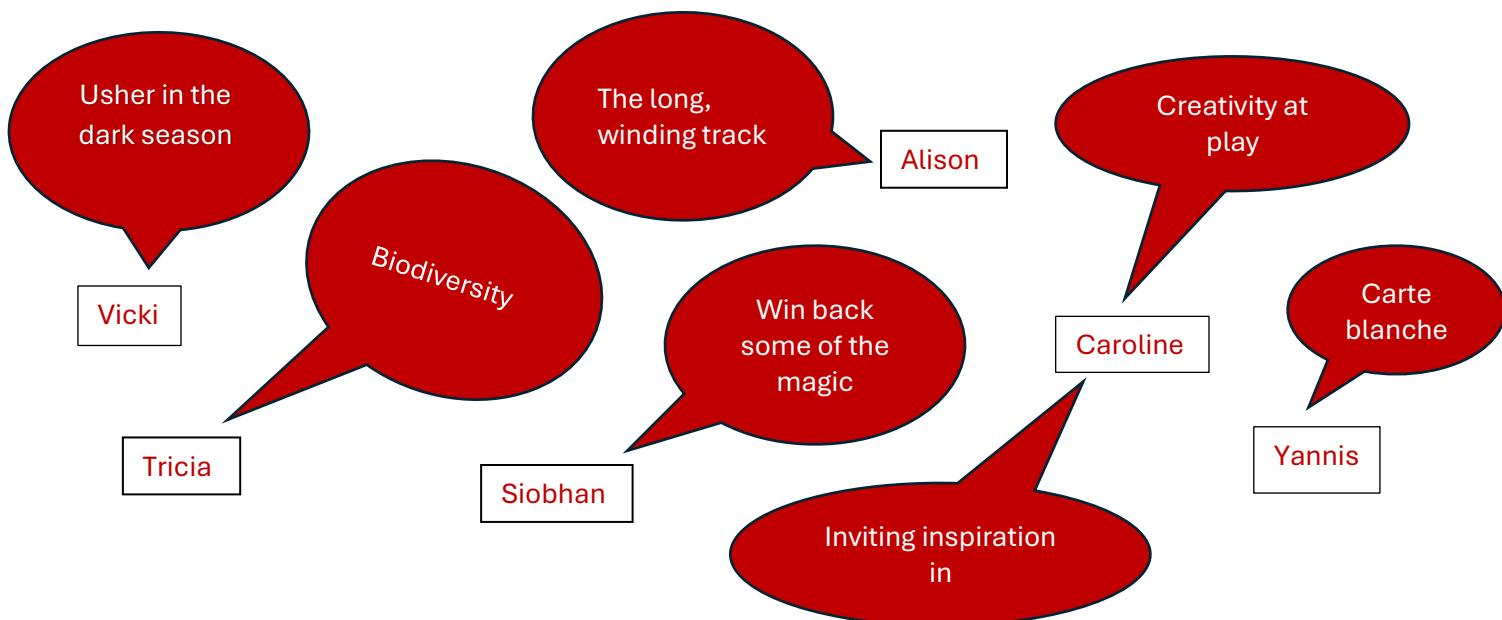 Usher in the
dark season
Vicki
The long,
winding track
Alison
Creativity at
play
Caroline
Biodiversity
Tricia
Win back
some of the
magic
Siobhan
Carte
blanche
Yannis
Inviting inspiration
in